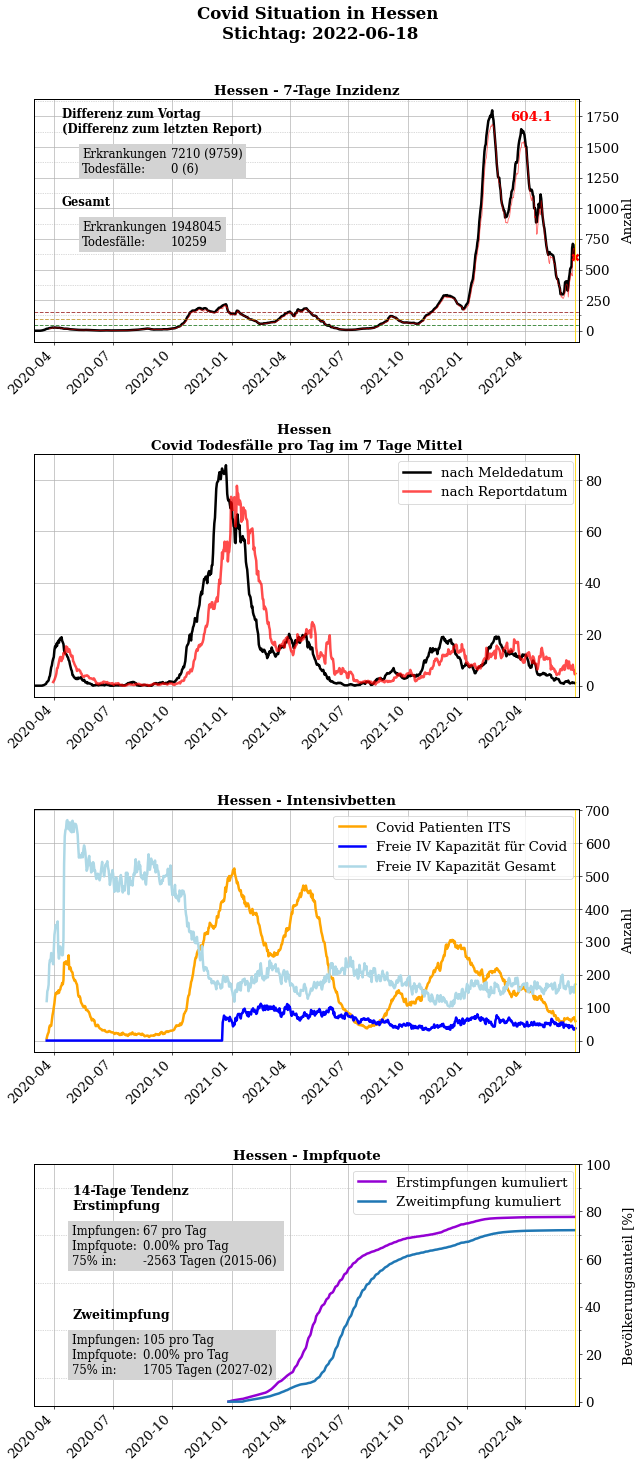 Covid Situation in Hessen
Stichtag: 2022-06-18
Hessen - 7-Tage Inzidenz
Differenz zum Vortag
(Differenz zum letzten Report)
Erkrankungen 7210 (9759)
Todesfälle: 0 (6)
Gesamt
Erkrankungen 1948045
Todesfälle: 10259
604.1
1750
1500
1250
1000
750
500
250
0
Anzahl
2020-04
2020-07
2020-10
2021-01
2021-04
2021-07
2021-10
2022-01
2022-04
Hessen
Covid Todesfälle pro Tag im 7 Tage Mittel
nach Meldedatum
nach Reportdatum
80
60
40
20
0
2020-04
2020-07
2020-10
2021-01
2021-04
2021-07
2021-10
2022-01
2022-04
Hessen - Intensivbetten
Covid Patienten ITS
Freie IV Kapazität für Covid
Freie IV Kapazität Gesamt
700
600
500
400
300
200
100
0
Anzahl
2020-04
2020-07
2020-10
2021-01
2021-04
2021-07
2021-10
2022-01
2022-04
Hessen - Impfquote
14-Tage Tendenz
Erstimpfung
Impfungen: 67 pro Tag
Impfquote: 0.00% pro Tag
75% in: -2563 Tagen (2015-06)
Zweitimpfung
Impfungen: 105 pro Tag
Impfquote: 0.00% pro Tag
75% in: 1705 Tagen (2027-02)
Erstimpfungen kumuliert
Zweitimpfung kumuliert
100
80
60
40
20
0
Bevölkerungsanteil [%]
2020-04
2020-07
2020-10
2021-01
2021-04
2021-07
2021-10
2022-01
2022-04